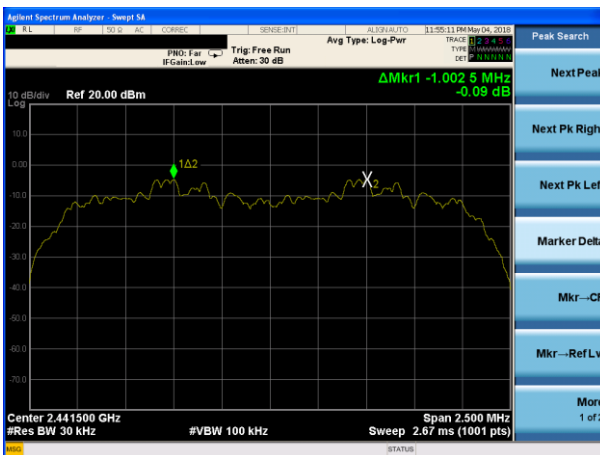 Agilent Spectrum Analyzer - Swept SA
RL RF 50 Ω AC CORREC SENSE:INT ALIGNAUTO 11:55:11 PM May 04, 2018
Avg Type: Log-Pwr TRACE 1 2 3 4 5 6
PNO: Far Trig: Free Run TYPE
IFGain:Low Atten: 30 dB DET P N N N N N
Peak Search
ΔMkr1 -1.002 5 MHz
-0.09 dB
10 dB/div Ref 20.00 dBm
Log
10.0
0.00
-10.0
-20.0
-30.0
-40.0
-50.0
-60.0
-70.0
1Δ2
X2
Center 2.441500 GHz Span 2.500 MHz
#Res BW 30 kHz #VBW 100 kHz Sweep 2.67 ms (1001 pts)
MSG STATUS
Next Peak
Next Pk Righ
Next Pk Lef
Marker Delta
Mkr→CF
Mkr→Ref Lv
More
1 of 2